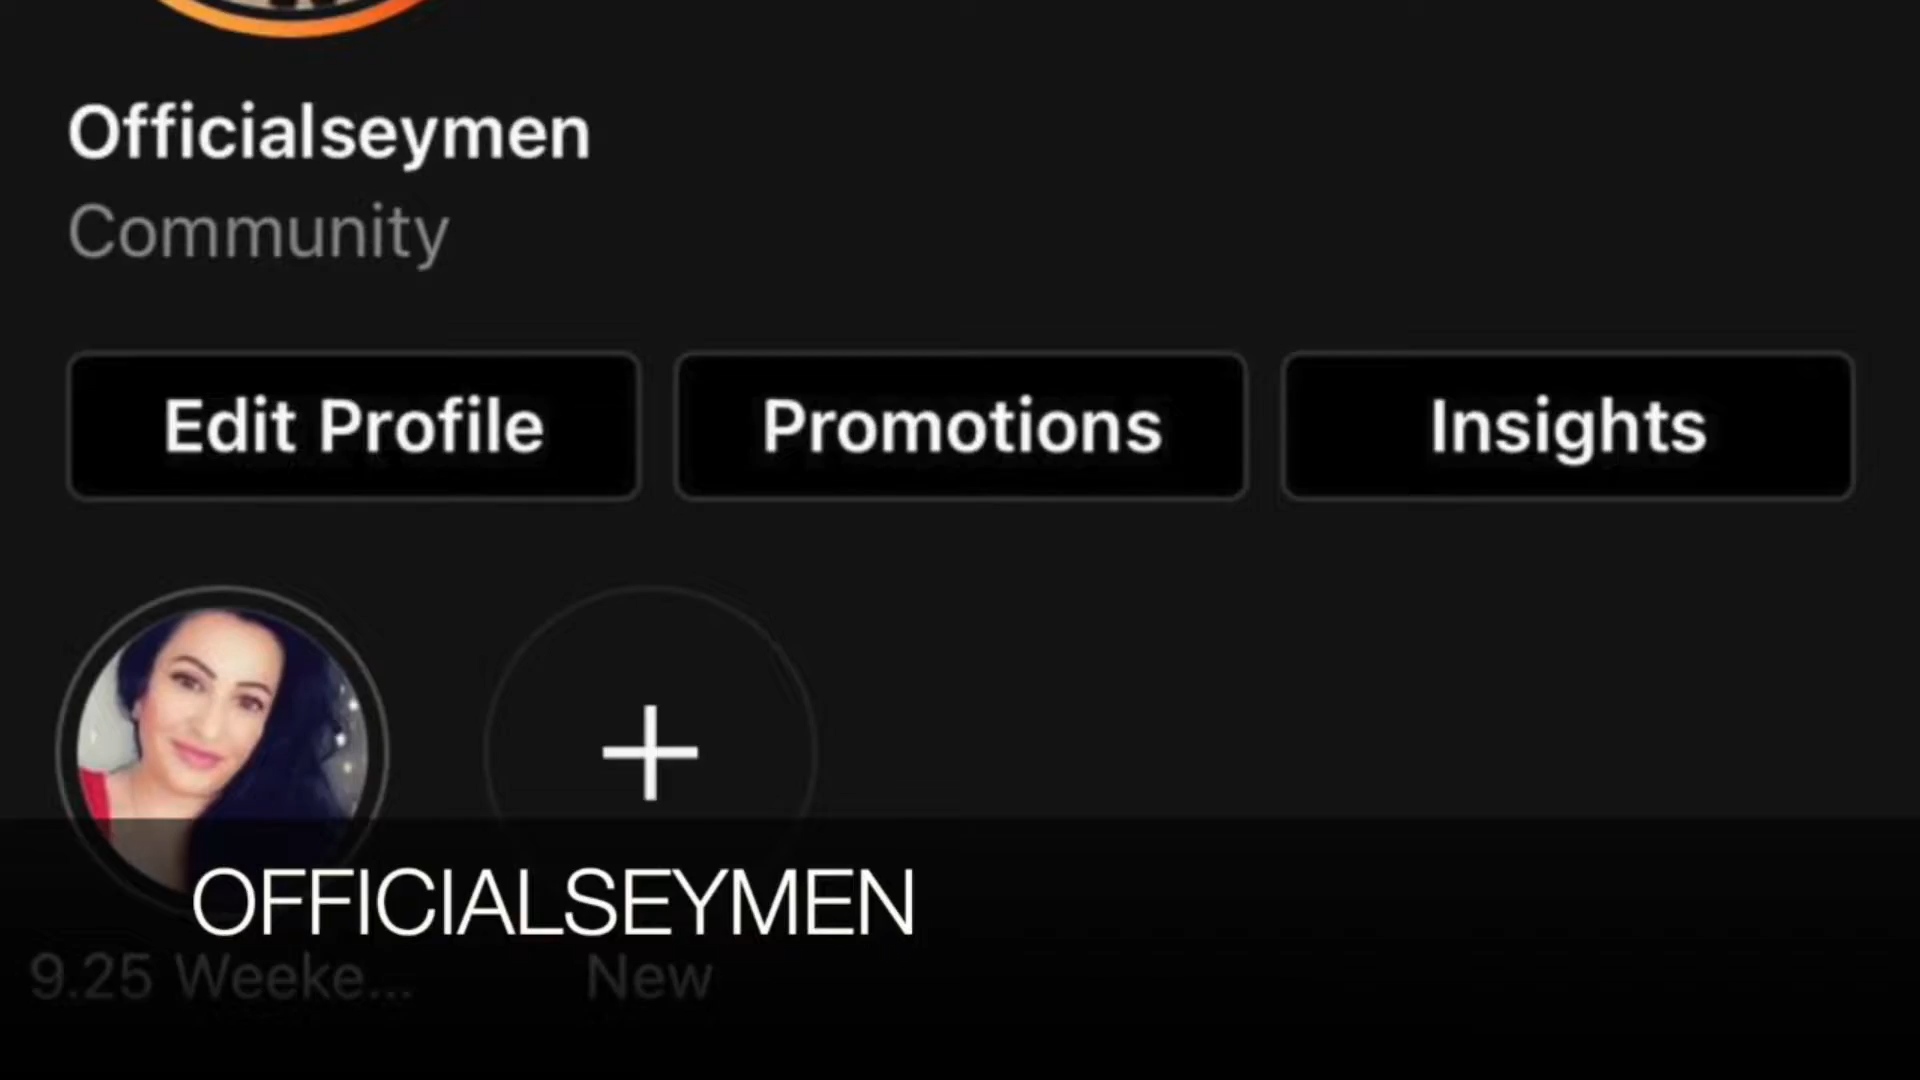 Officialseymen
Community
Edit Profile
Promotions
Insights
OFFICIALSEYMEN
9.25 Weeke...
New